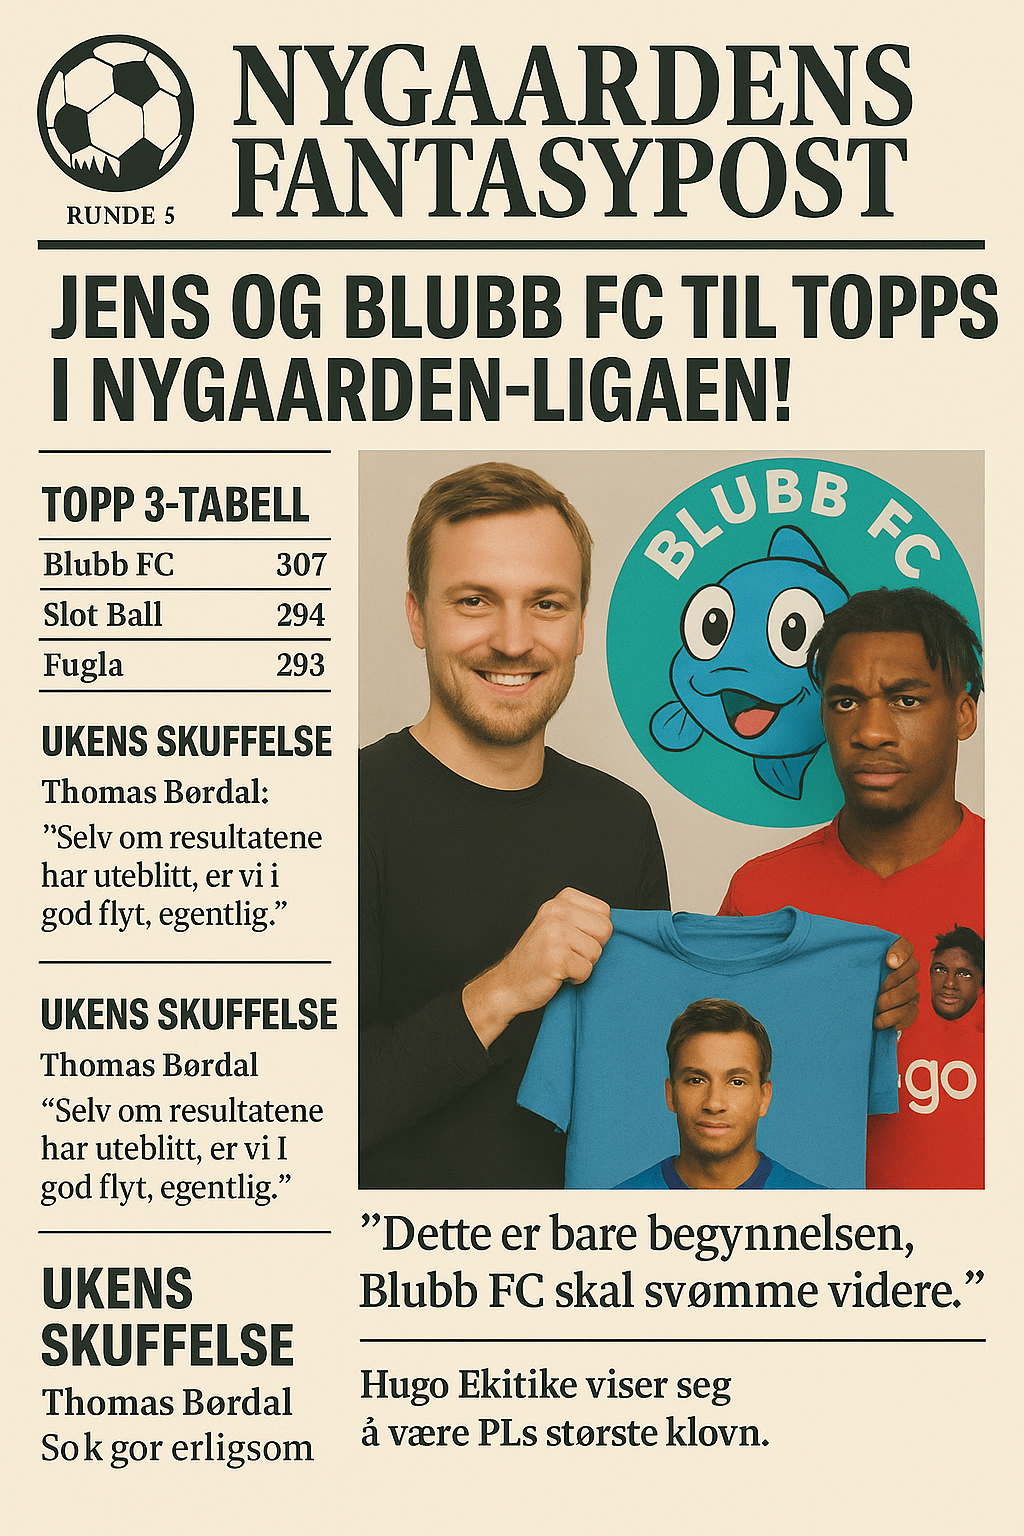 NYGAARDENS
FANTASYPOST
RUNDE 5
JENS OG BLUBB FC TIL TOPPS
I NYGAARDEN-LIGAEN!
TOPP 3-TABELL
Blubb FC 307
Slot Ball 294
Fugla 293
UKENS SKUFFELSE
Thomas Børdal:
”Selv om resultatene
har uteblitt, er vi i
god flyt, egentlig.”
UKENS SKUFFELSE
Thomas Børdal
“Selv om resultatene
har uteblitt, er vi I
god flyt, egentlig.”
UKENS
SKUFFELSE
Thomas Børdal
So k gor erligsom
BLUBB FC
go
”Dette er bare begynnelsen,
Blubb FC skal svømme videre.”
Hugo Ekitike viser seg
å være PLs største klovn.